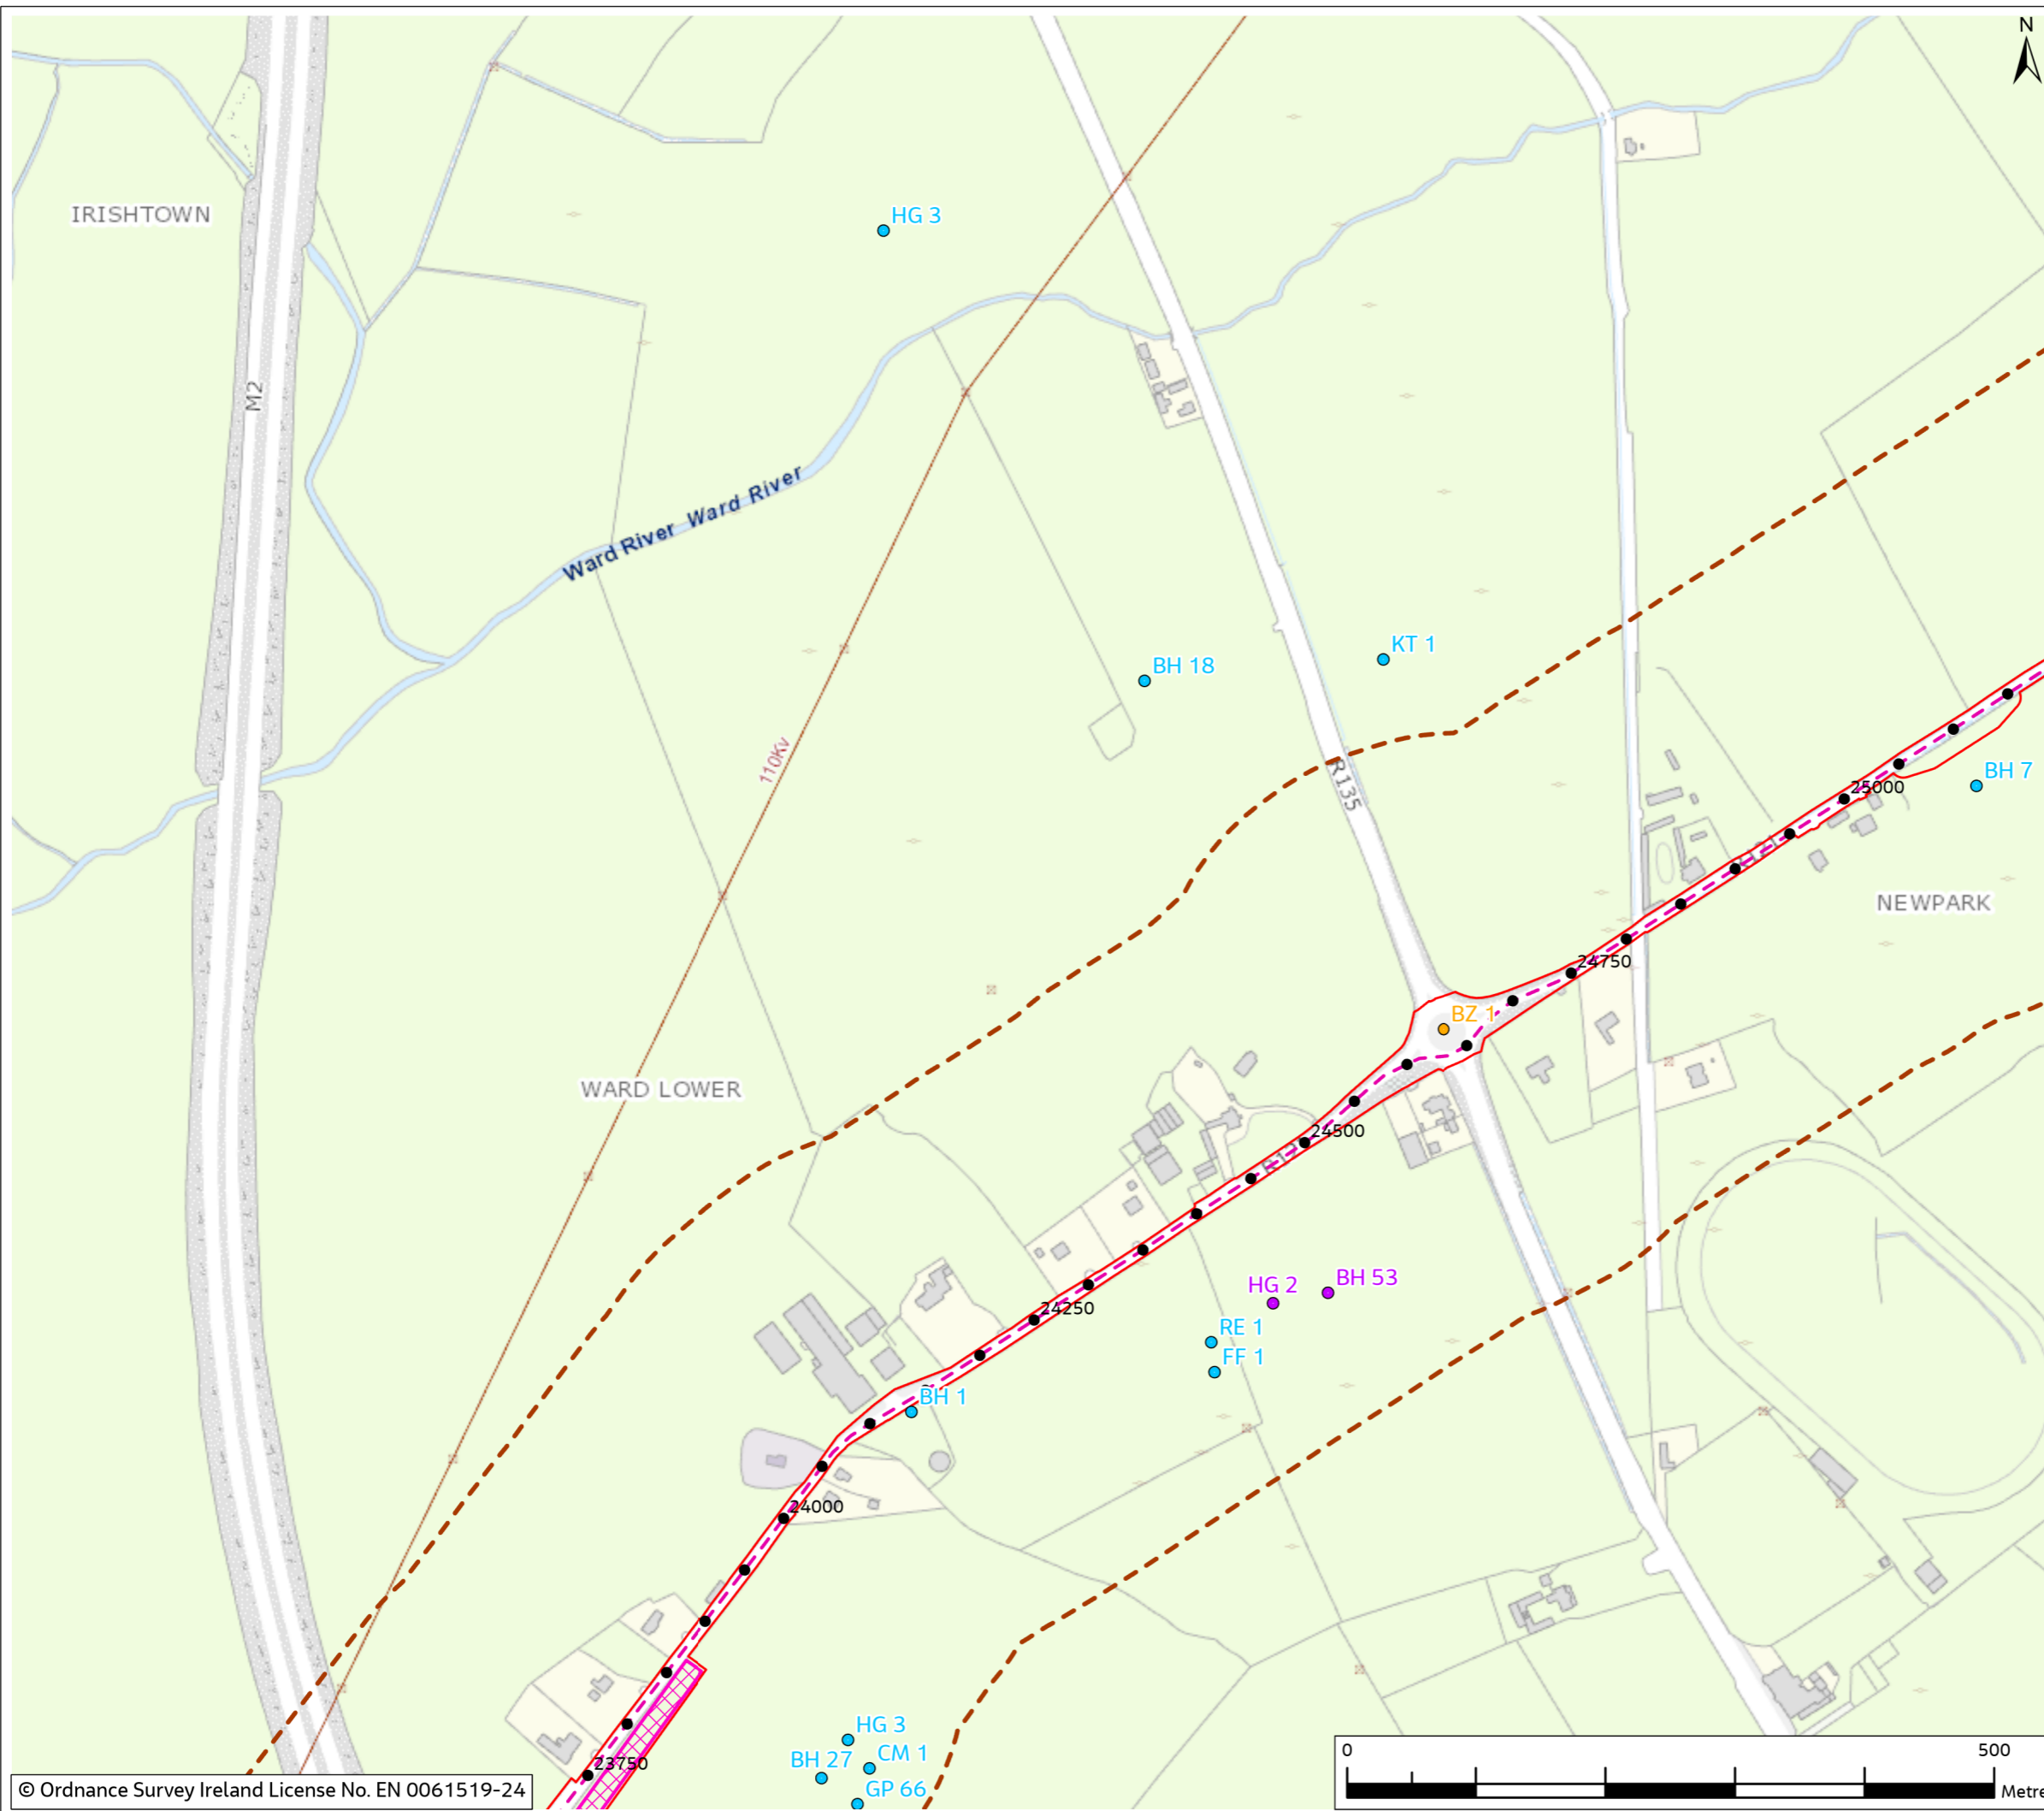 N
IRISHTOWN
HG 3
M2
Ward River Ward River
KT 1
BH 18
110Kv
R135
BH 7
25000
NEWPARK
24750
BZ 1
WARD LOWER
24500
HG 2
BH 53
24250
RE 1
FF 1
BH 1
24000
HG 3
CM 1
BH 27
GP 66
23750
0
500
Metre
© Ordnance Survey Ireland License No. EN 0061519-24